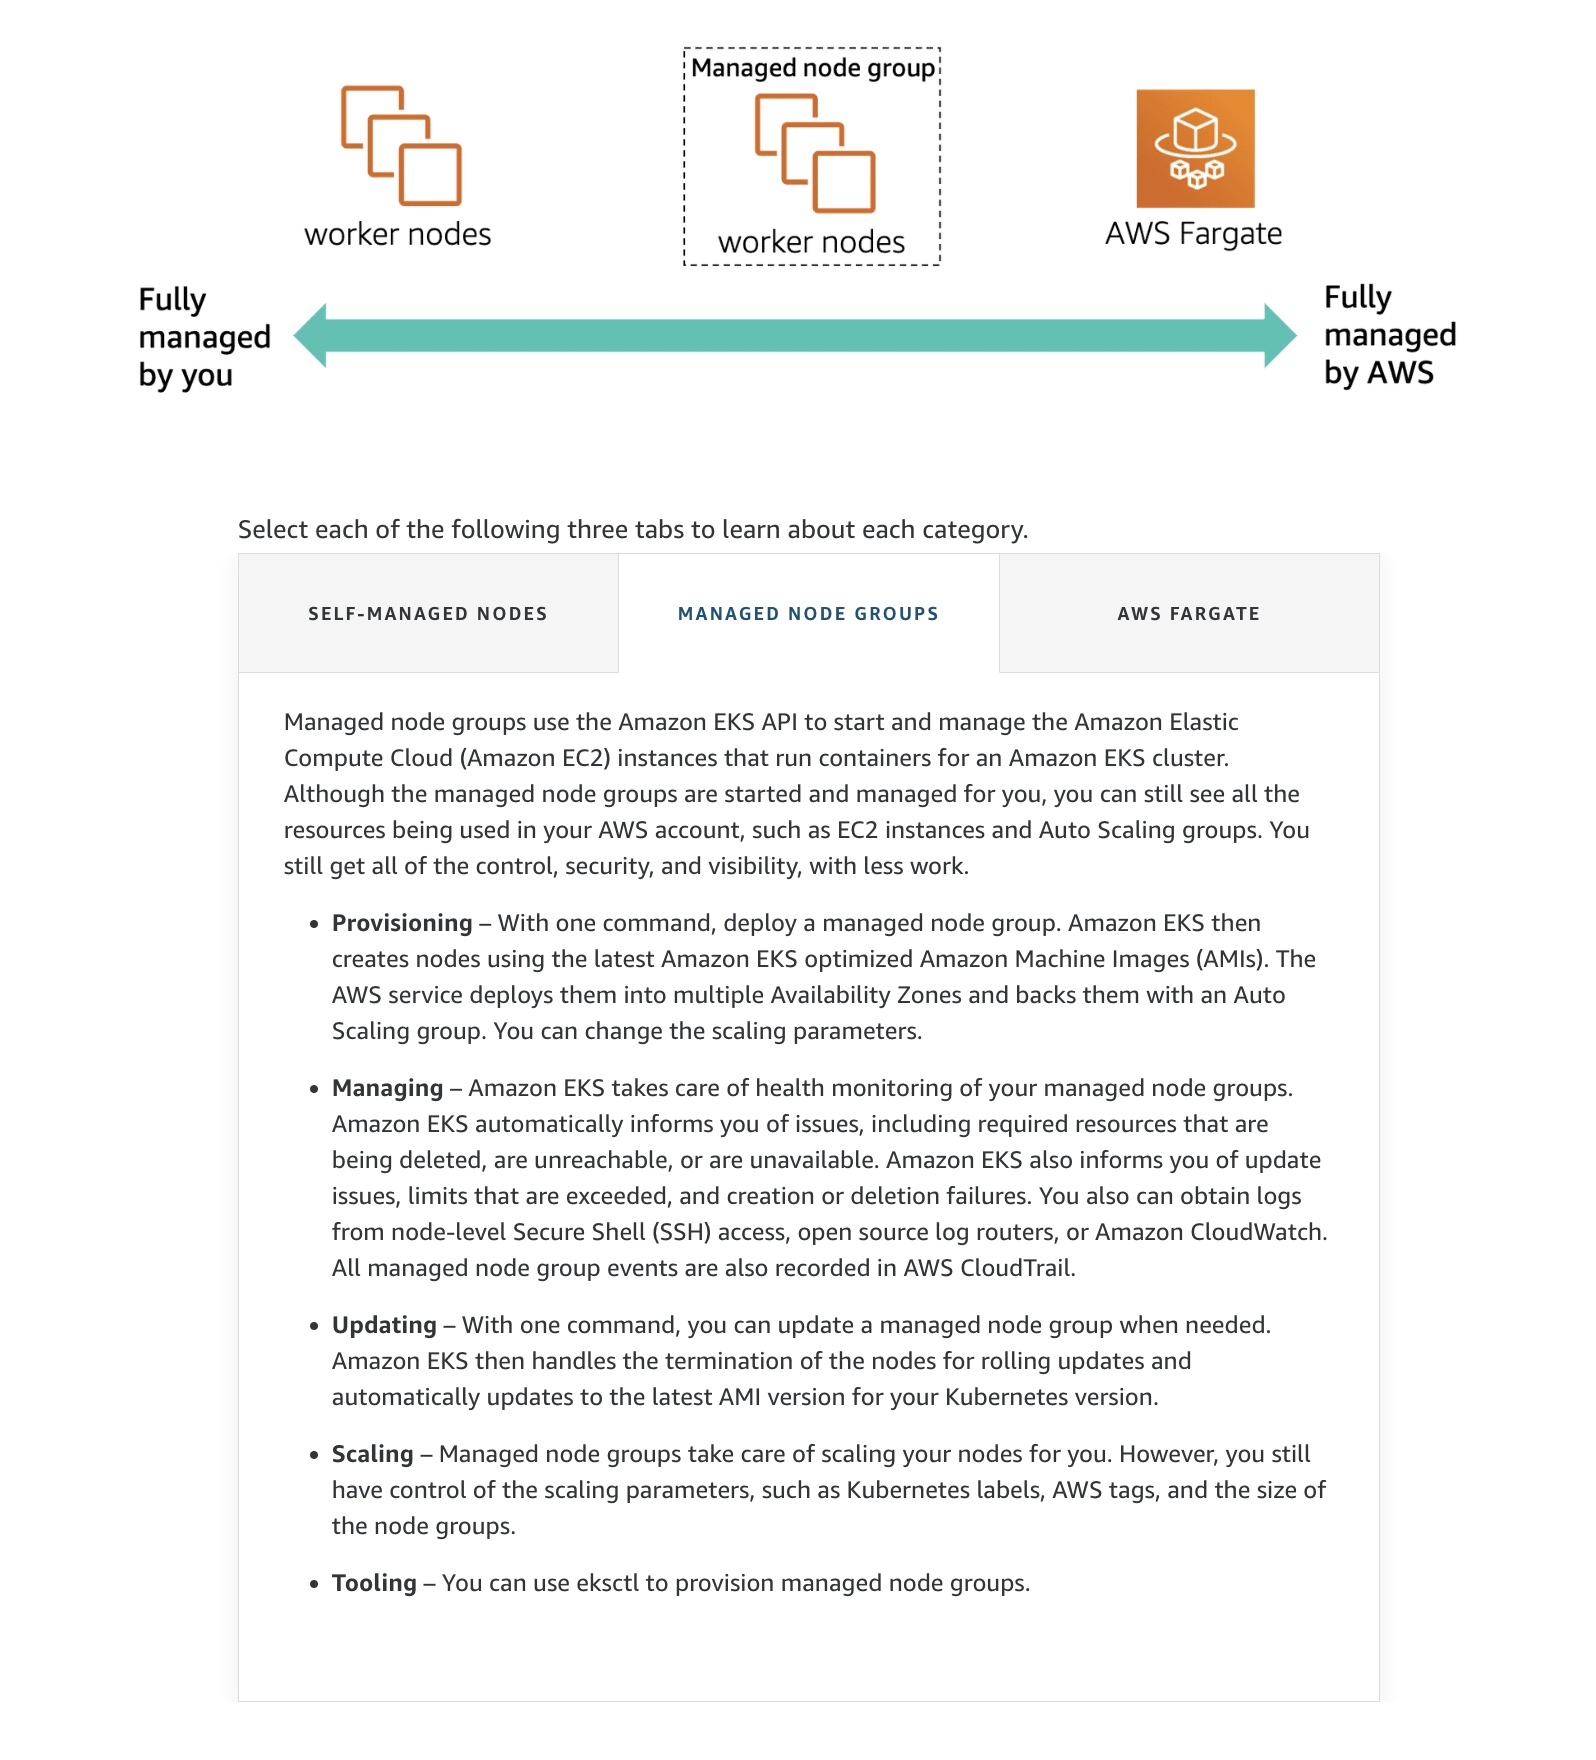 Managed node group
worker nodes
worker nodes
AWS Fargate
Fully
managed
by you
Fully
managed
by AWS
Select each of the following three tabs to learn about each category.
SELF-MANAGED NODES
MANAGED NODE GROUPS
AWS FARGATE
Managed node groups use the Amazon EKS API to start and manage the Amazon Elastic
Compute Cloud (Amazon EC2) instances that run containers for an Amazon EKS cluster.
Although the managed node groups are started and managed for you, you can still see all the
resources being used in your AWS account, such as EC2 instances and Auto Scaling groups. You
still get all of the control, security, and visibility, with less work.
• Provisioning – With one command, deploy a managed node group. Amazon EKS then
creates nodes using the latest Amazon EKS optimized Amazon Machine Images (AMIs). The
AWS service deploys them into multiple Availability Zones and backs them with an Auto
Scaling group. You can change the scaling parameters.
• Managing – Amazon EKS takes care of health monitoring of your managed node groups.
Amazon EKS automatically informs you of issues, including required resources that are
being deleted, are unreachable, or are unavailable. Amazon EKS also informs you of update
issues, limits that are exceeded, and creation or deletion failures. You also can obtain logs
from node-level Secure Shell (SSH) access, open source log routers, or Amazon CloudWatch.
All managed node group events are also recorded in AWS CloudTrail.
• Updating – With one command, you can update a managed node group when needed.
Amazon EKS then handles the termination of the nodes for rolling updates and
automatically updates to the latest AMI version for your Kubernetes version.
• Scaling – Managed node groups take care of scaling your nodes for you. However, you still
have control of the scaling parameters, such as Kubernetes labels, AWS tags, and the size of
the node groups.
• Tooling – You can use eksctl to provision managed node groups.